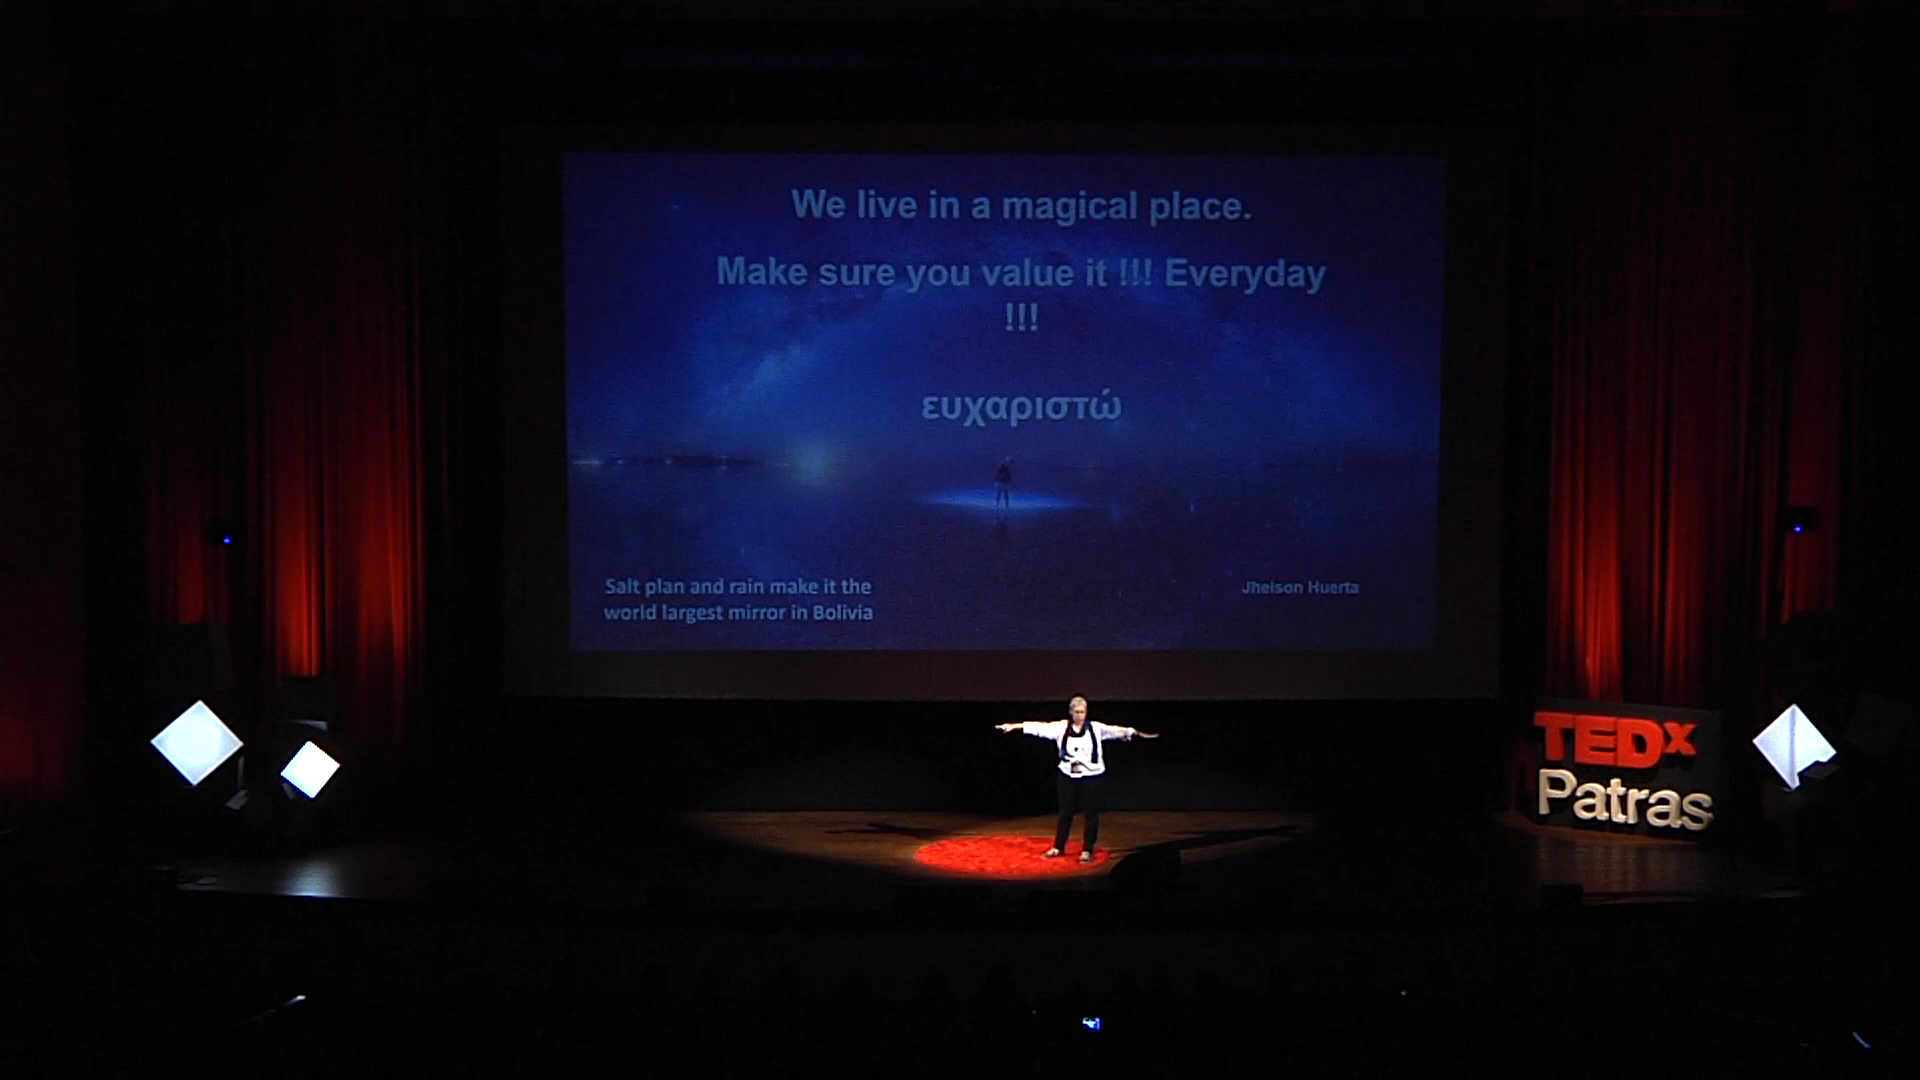 We live in a magical place.
Make sure you value it !!! Everyday
!!!
ευχαριστώ
Salt plan and rain make it the
world largest mirror in Bolivia
Jheison Huerta
TEDx
Patras